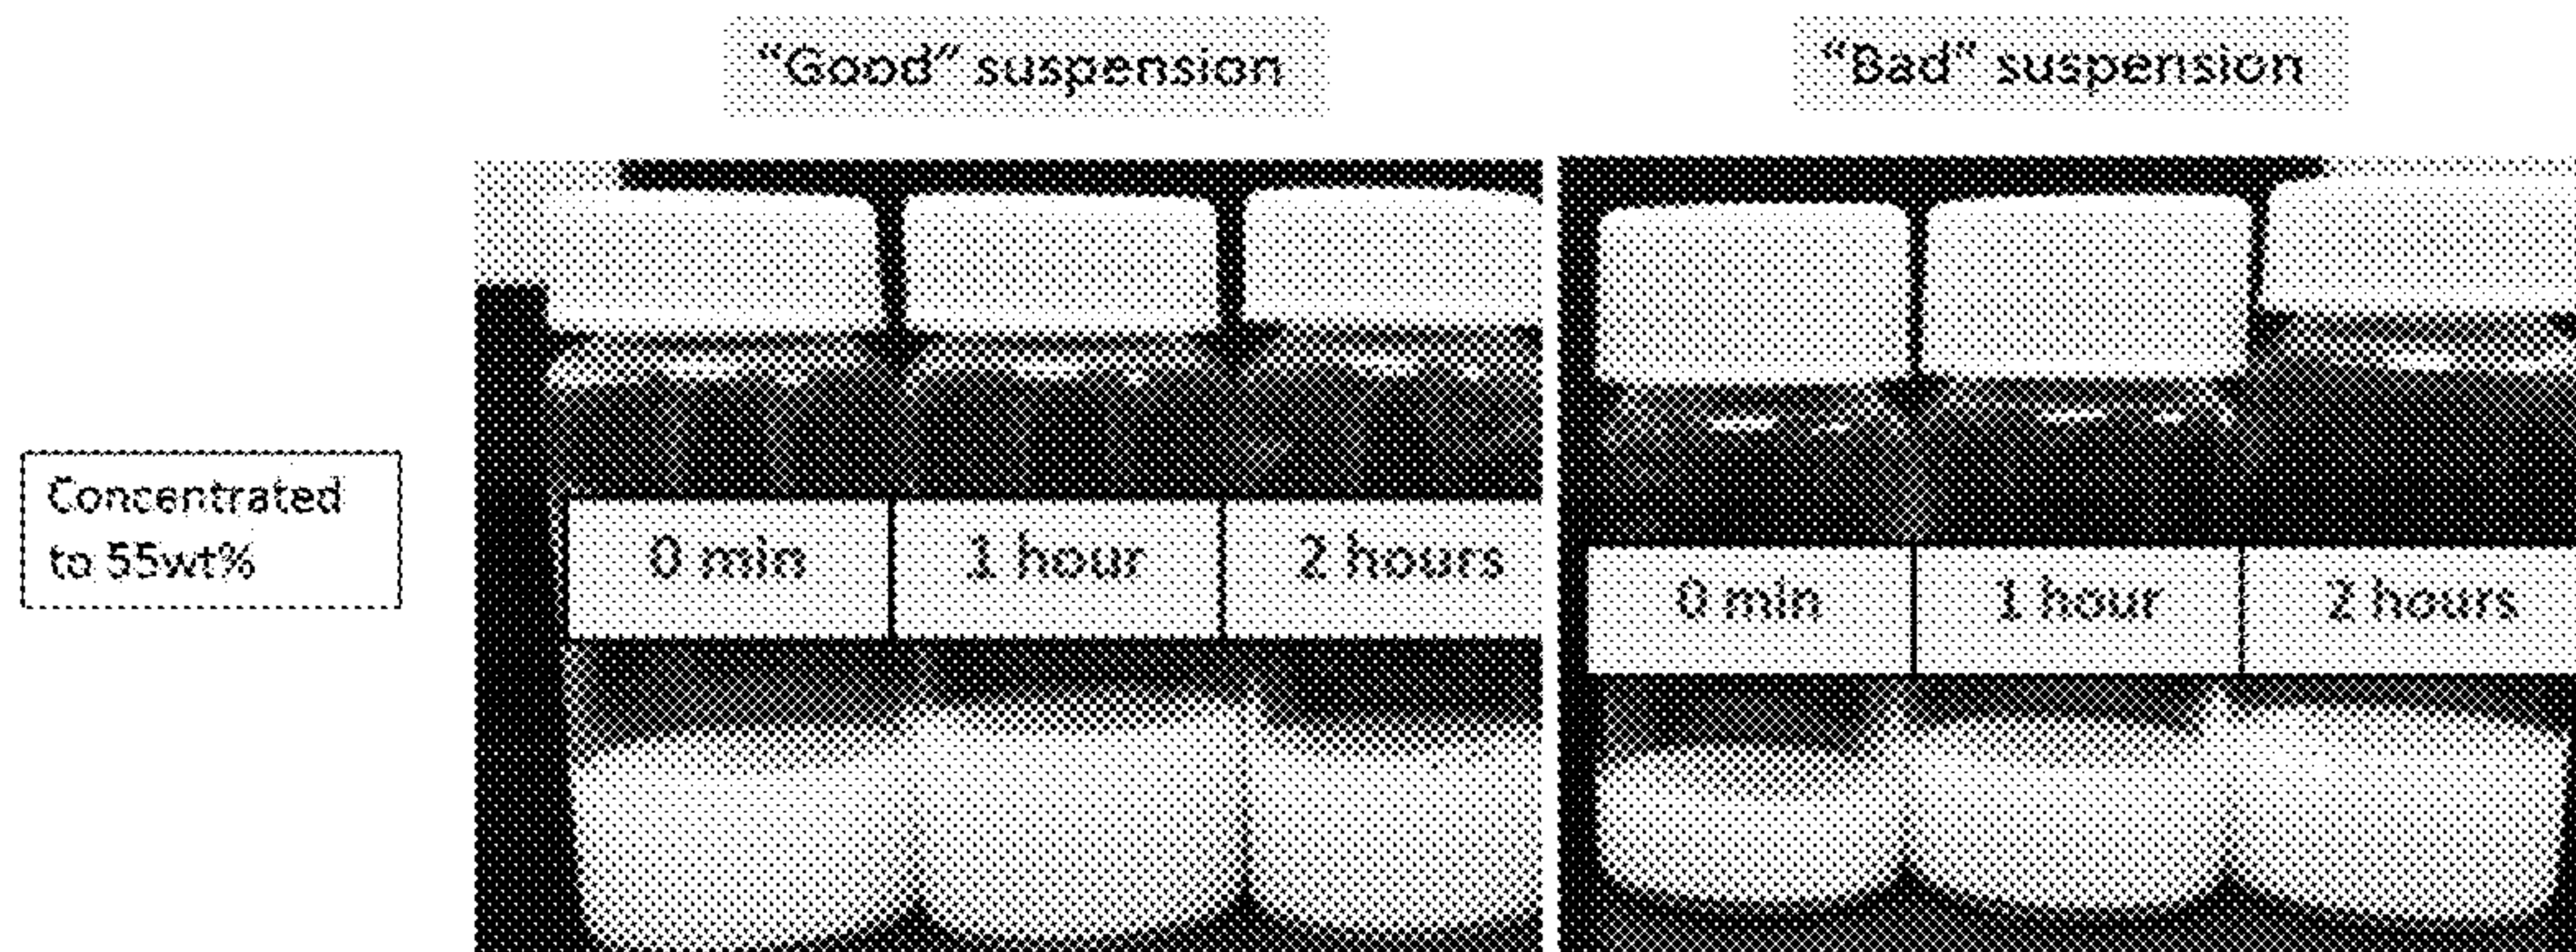 “Good” suspension
“Bad” suspension
Concentrated
to 55wt%
0 min
1 hour
2 hours
0 min
1 hour
2 hours